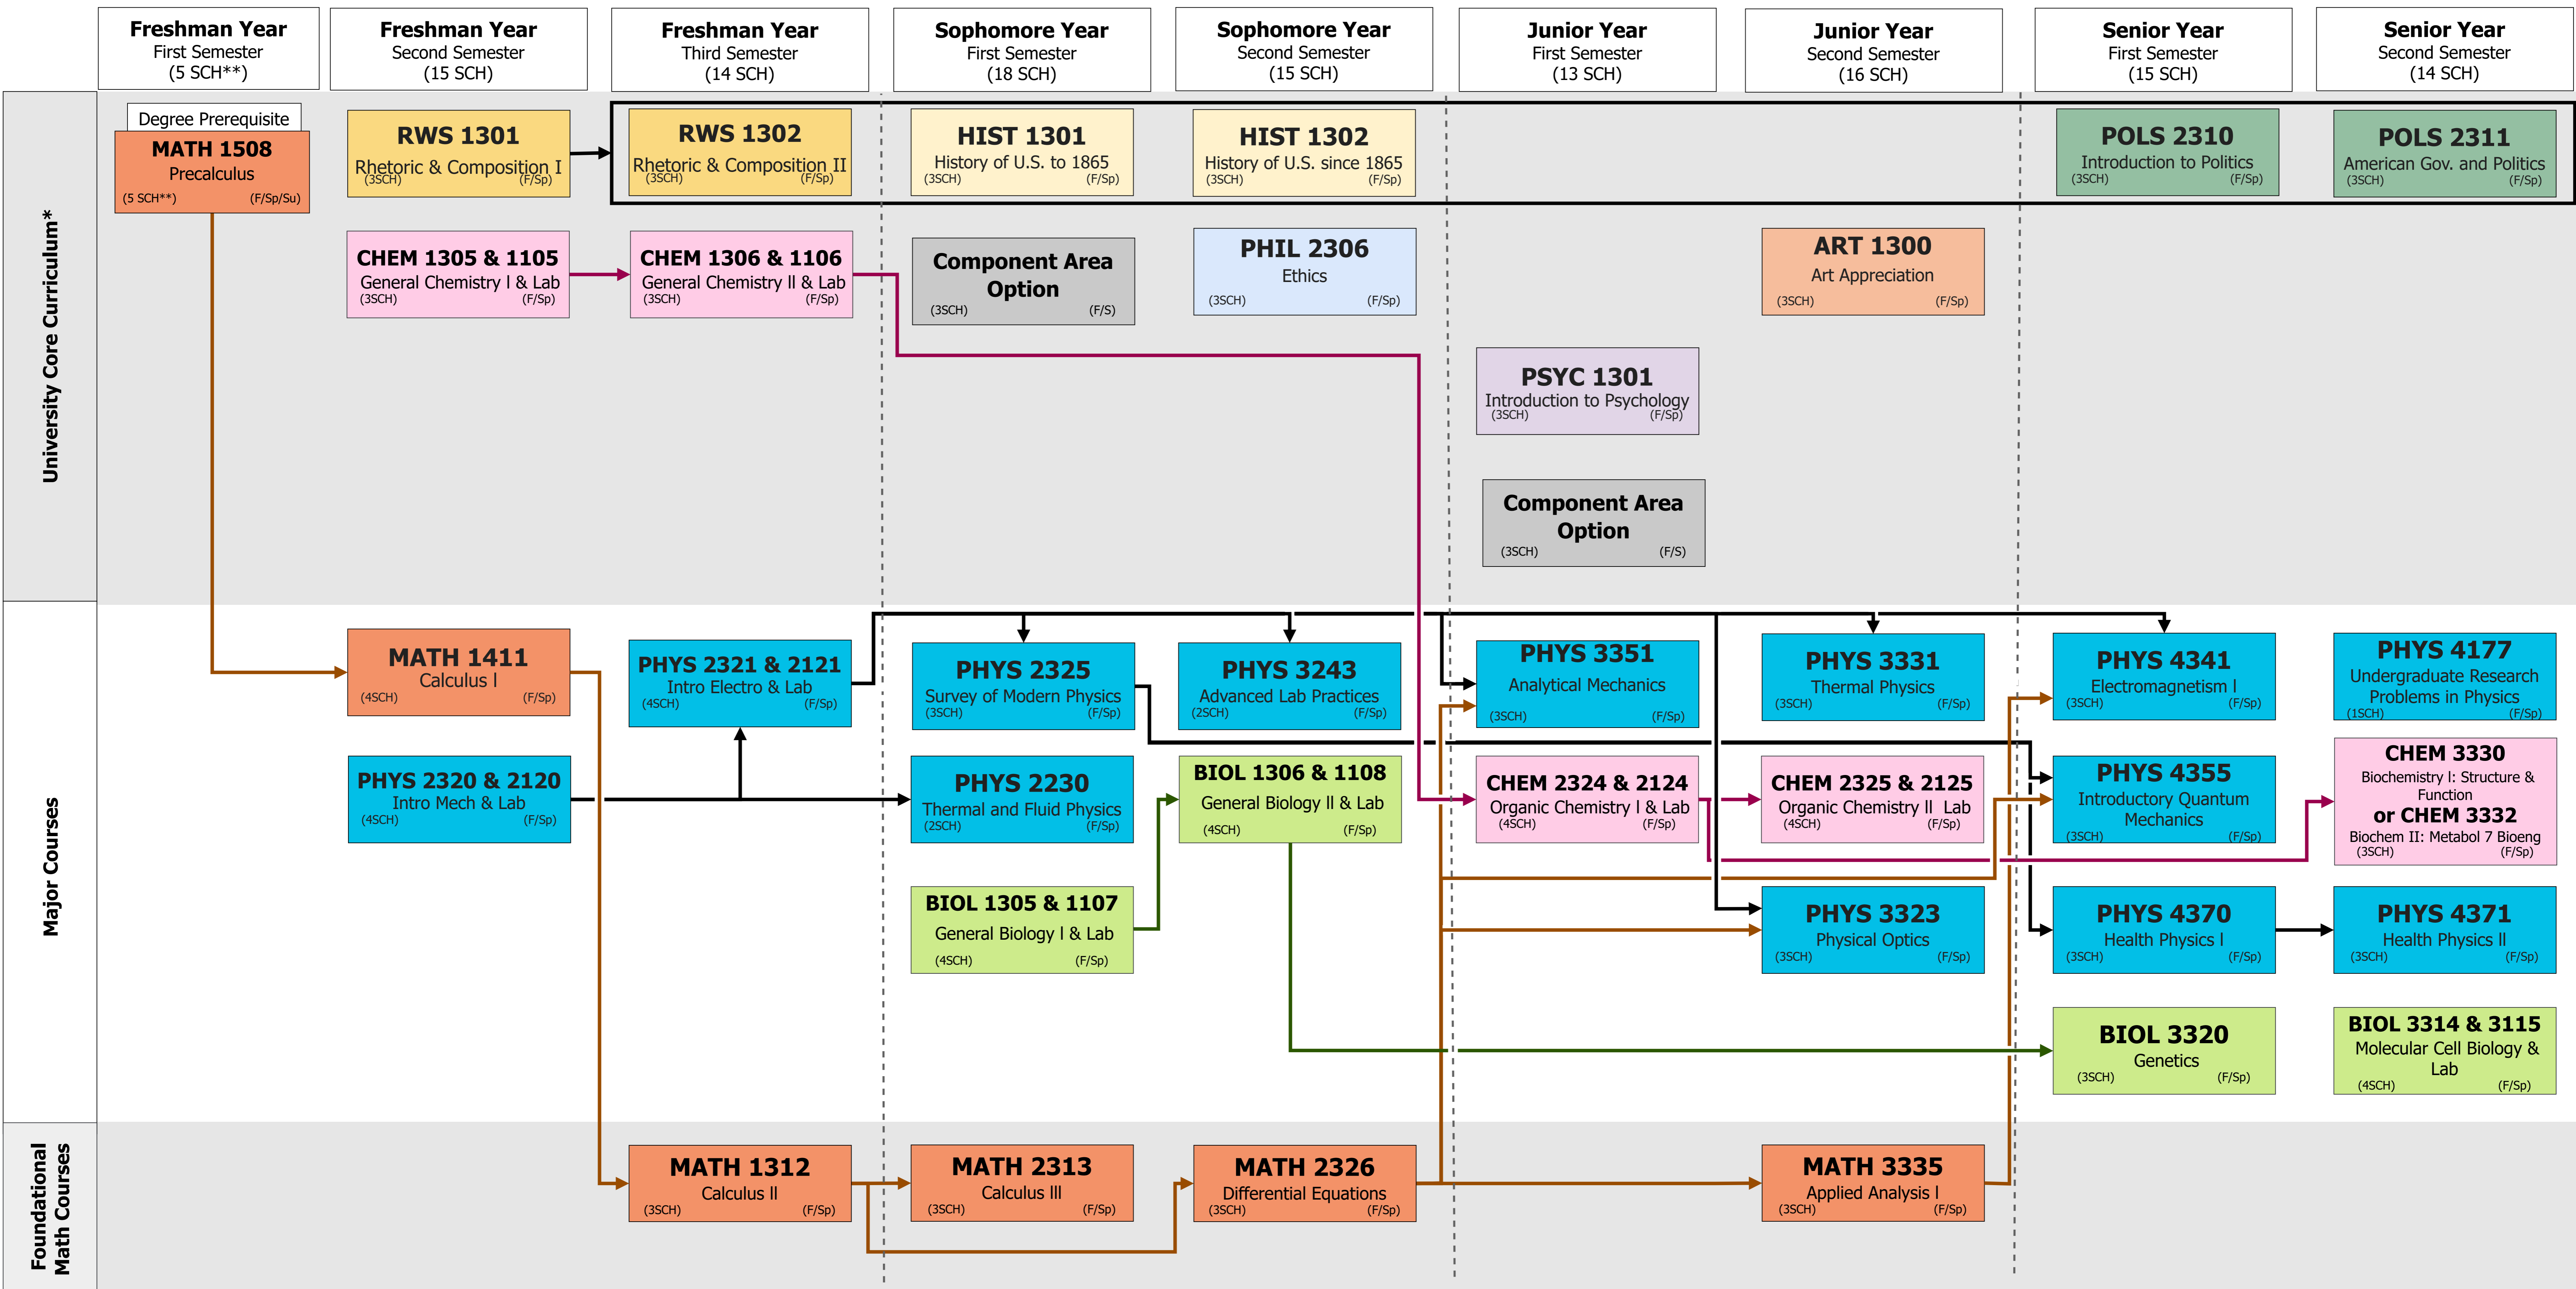 Freshman Year
First Semester
(5 SCH**)
Freshman Year
Second Semester
(15 SCH)
Freshman Year
Third Semester
(14 SCH)
Sophomore Year
First Semester
(18 SCH)
Sophomore Year
Second Semester
(15 SCH)
Junior Year
First Semester
(13 SCH)
Junior Year
Second Semester
(16 SCH)
Senior Year
First Semester
(15 SCH)
Senior Year
Second Semester
(14 SCH)
University Core Curriculum*
Degree Prerequisite
MATH 1508
Precalculus
(5 SCH**) (F/Sp/Su)
RWS 1301
Rhetoric & Composition I
(3SCH) (F/Sp)
RWS 1302
Rhetoric & Composition II
(3SCH) (F/Sp)
HIST 1301
History of U.S. to 1865
(3SCH) (F/Sp)
HIST 1302
History of U.S. since 1865
(3SCH) (F/Sp)
POLS 2310
Introduction to Politics
(3SCH) (F/Sp)
POLS 2311
American Gov. and Politics
(3SCH) (F/Sp)
CHEM 1305 & 1105
General Chemistry I & Lab
(3SCH) (F/Sp)
CHEM 1306 & 1106
General Chemistry II & Lab
(3SCH) (F/Sp)
Component Area
Option
(3SCH) (F/S)
PHIL 2306
Ethics
(3SCH) (F/Sp)
ART 1300
Art Appreciation
(3SCH) (F/Sp)
PSYC 1301
Introduction to Psychology
(3SCH) (F/Sp)
Component Area
Option
(3SCH) (F/S)
Major Courses
MATH 1411
Calculus I
(4SCH) (F/Sp)
PHYS 2321 & 2121
Intro Electro & Lab
(4SCH) (F/Sp)
PHYS 2325
Survey of Modern Physics
(3SCH) (F/Sp)
PHYS 3243
Advanced Lab Practices
(2SCH) (F/Sp)
PHYS 3351
Analytical Mechanics
(3SCH) (F/Sp)
PHYS 3331
Thermal Physics
(3SCH) (F/Sp)
PHYS 4341
Electromagnetism I
(3SCH) (F/Sp)
PHYS 4177
Undergraduate Research
Problems in Physics
(1SCH) (F/Sp)
PHYS 2320 & 2120
Intro Mech & Lab
(4SCH) (F/Sp)
PHYS 2230
Thermal and Fluid Physics
(2SCH) (F/Sp)
BIOL 1306 & 1108
General Biology II & Lab
(4SCH) (F/Sp)
CHEM 2324 & 2124
Organic Chemistry I & Lab
(4SCH) (F/Sp)
CHEM 2325 & 2125
Organic Chemistry II Lab
(4SCH) (F/Sp)
PHYS 4355
Introductory Quantum
Mechanics
(3SCH) (F/Sp)
CHEM 3330
Biochemistry I: Structure &
Function
or CHEM 3332
Biochem II: Metabol 7 Bioeng
(3SCH) (F/Sp)
BIOL 1305 & 1107
General Biology I & Lab
(4SCH) (F/Sp)
PHYS 3323
Physical Optics
(3SCH) (F/Sp)
PHYS 4370
Health Physics I
(3SCH) (F/Sp)
PHYS 4371
Health Physics II
(3SCH) (F/Sp)
BIOL 3320
Genetics
(3SCH) (F/Sp)
BIOL 3314 & 3115
Molecular Cell Biology &
Lab
(4SCH) (F/Sp)
Foundational
Math Courses
MATH 1312
Calculus II
(3SCH) (F/Sp)
MATH 2313
Calculus III
(3SCH) (F/Sp)
MATH 2326
Differential Equations
(3SCH) (F/Sp)
MATH 3335
Applied Analysis I
(3SCH) (F/Sp)